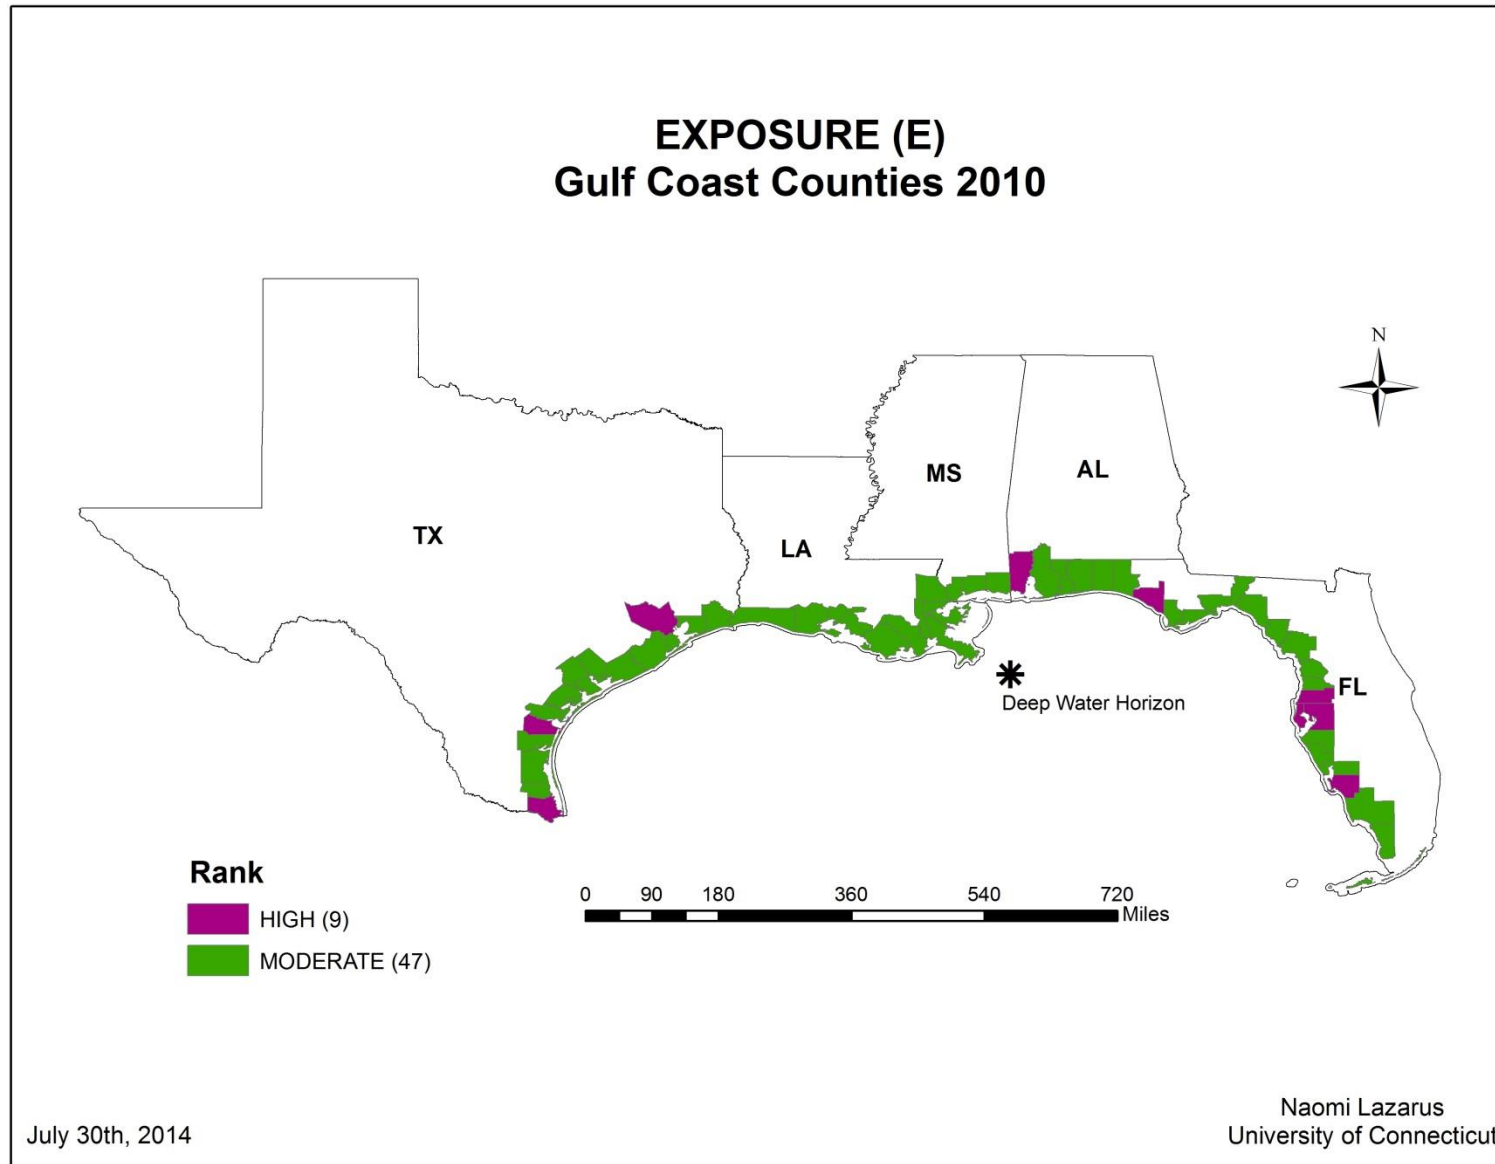 EXPOSURE (E)
Gulf Coast Counties 2010
N
TX
LA
MS
AL
FL
Deep Water Horizon
Rank
HIGH (9)
MODERATE (47)
0 90 180 360 540 720
Miles
July 30th, 2014
Naomi Lazarus
University of Connecticut